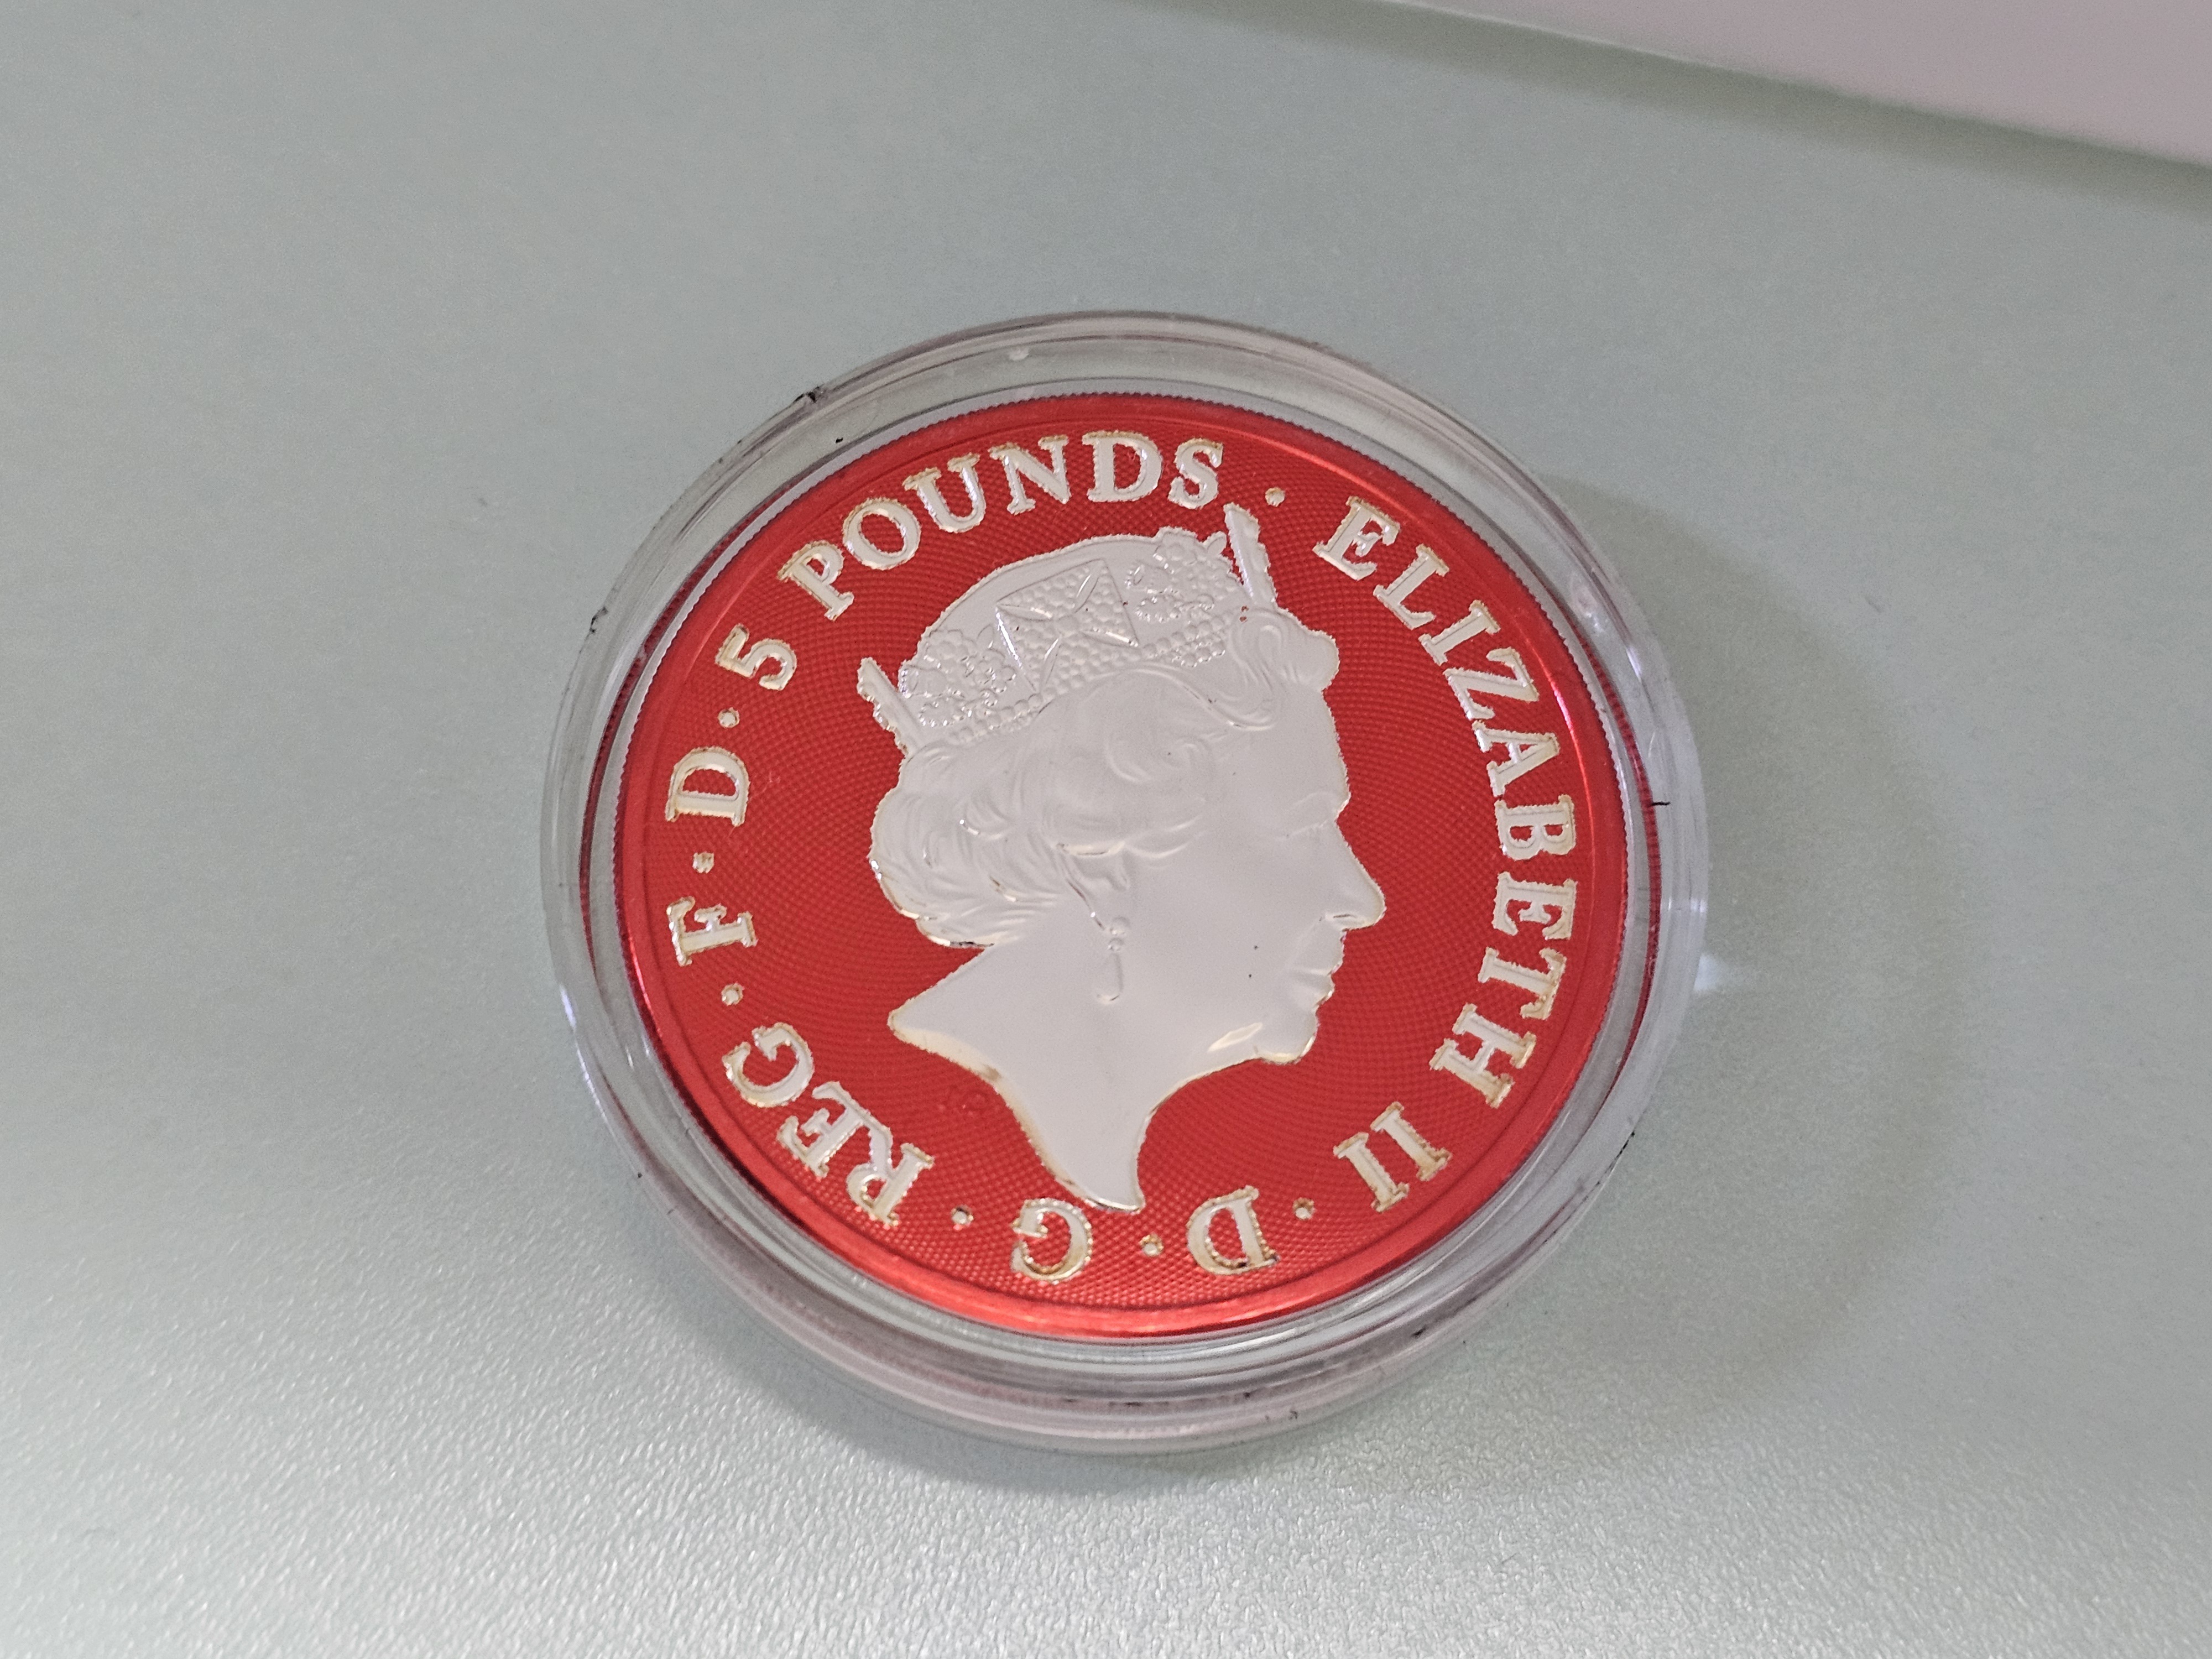 ELIZABETH II · D · G · REG · F · D · 5 POUNDS ·